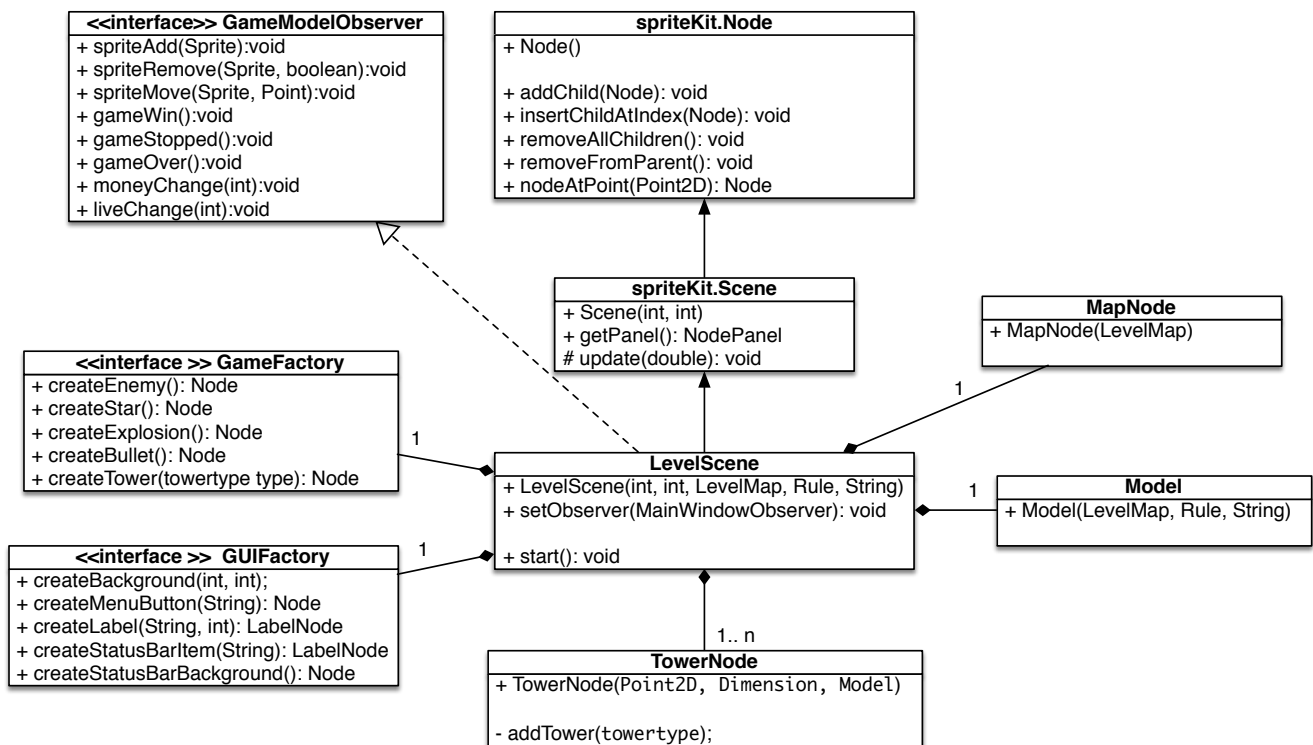 <<interface>> GameModelObserver
+ spriteAdd(Sprite):void
+ spriteRemove(Sprite, boolean):void
+ spriteMove(Sprite, Point):void
+ gameWin():void
+ gameStopped():void
+ gameOver():void
+ moneyChange(int):void
+ liveChange(int):void
spriteKit.Node
+ Node()
+ addChild(Node): void
+ insertChildAtIndex(Node): void
+ removeAllChildren(): void
+ removeFromParent(): void
+ nodeAtPoint(Point2D): Node
spriteKit.Scene
+ Scene(int, int)
+ getPanel(): NodePanel
# update(double): void
MapNode
+ MapNode(LevelMap)
1
<<interface >> GameFactory
+ createEnemy(): Node
+ createStar(): Node
+ createExplosion(): Node
+ createBullet(): Node
+ createTower(towertype type): Node
1
LevelScene
+ LevelScene(int, int, LevelMap, Rule, String)
+ setObserver(MainWindowObserver): void
+ start(): void
1
Model
+ Model(LevelMap, Rule, String)
<<interface >> GUIFactory
+ createBackground(int, int);
+ createMenuButton(String): Node
+ createLabel(String, int): LabelNode
+ createStatusBarItem(String): LabelNode
+ createStatusBarBackground(): Node
1
1.. n
TowerNode
+ TowerNode(Point2D, Dimension, Model)
- addTower(towertype);